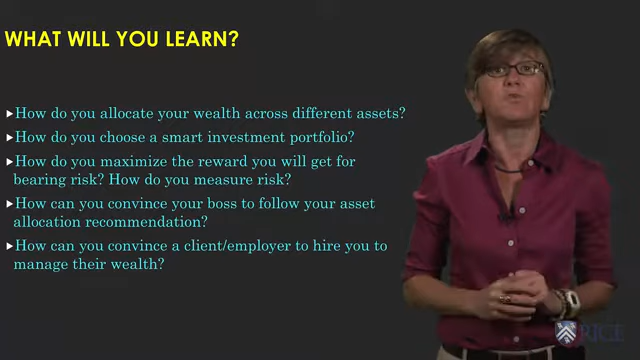 WHAT WILL YOU LEARN?
How do you allocate your wealth across different assets?
How do you choose a smart investment portfolio?
How do you maximize the reward you will get for
bearing risk? How do you measure risk?
How can you convince your boss to follow your asset
allocation recommendation?
How can you convince a client/employer to hire you to
manage their wealth?
RICE